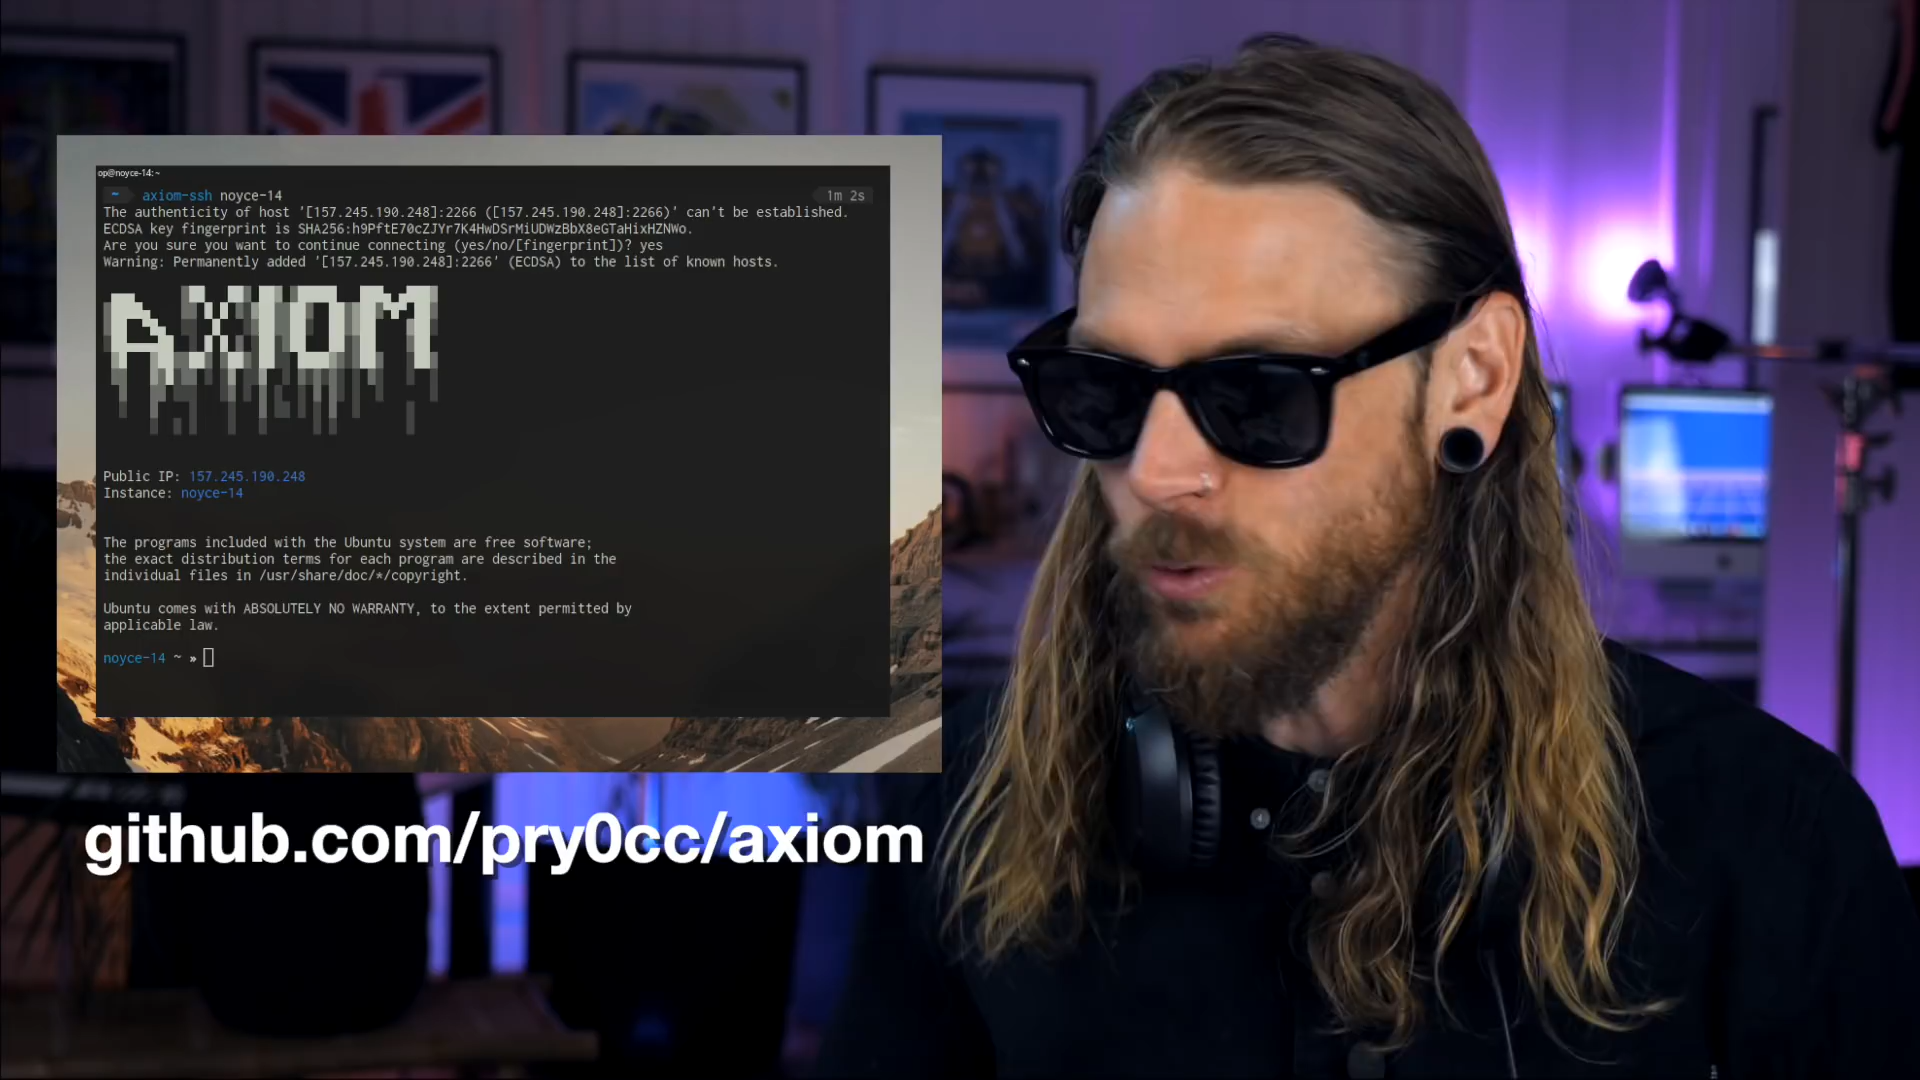 op@noyce-14:~
~ axiom-ssh noyce-14 1m 2s
The authenticity of host '[157.245.190.248]:2266 ([157.245.190.248]:2266)' can't be established.
ECDSA key fingerprint is SHA256:h9PftE70cZJYr7K4HwDSrMiUDWzBbX8eGTaHixHZNWo.
Are you sure you want to continue connecting (yes/no/[fingerprint])? yes
Warning: Permanently added '[157.245.190.248]:2266' (ECDSA) to the list of known hosts.
AXIOM
Public IP: 157.245.190.248
Instance: noyce-14
The programs included with the Ubuntu system are free software;
the exact distribution terms for each program are described in the
individual files in /usr/share/doc/*/copyright.
Ubuntu comes with ABSOLUTELY NO WARRANTY, to the extent permitted by
applicable law.
noyce-14 ~ »
github.com/pry0cc/axiom